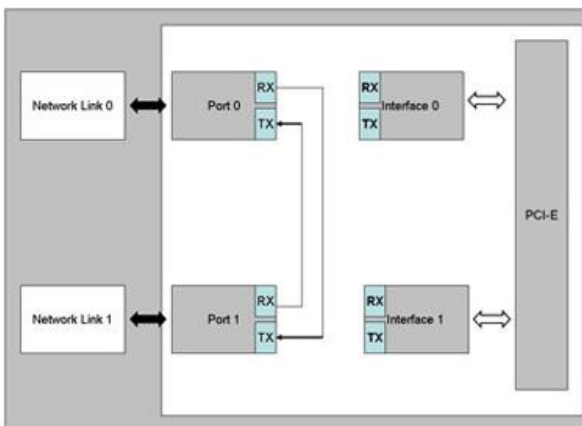 Network Link 0
Port 0
RX
TX
RX
TX
Interface 0
PCI-E
Network Link 1
Port 1
RX
TX
RX
TX
Interface 1